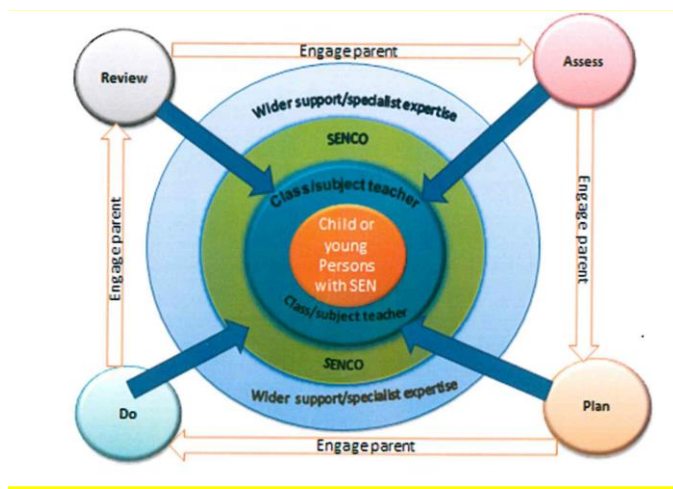 Engage parent
Review
Assess
Wider support/specialist expertise
SENCO
Class/subject teacher
Child or
young
Persons
with SEN
Engage parent
Engage parent
Class/subject teacher
SENCO
Wider support/specialist expertise
Do
Plan
Engage parent